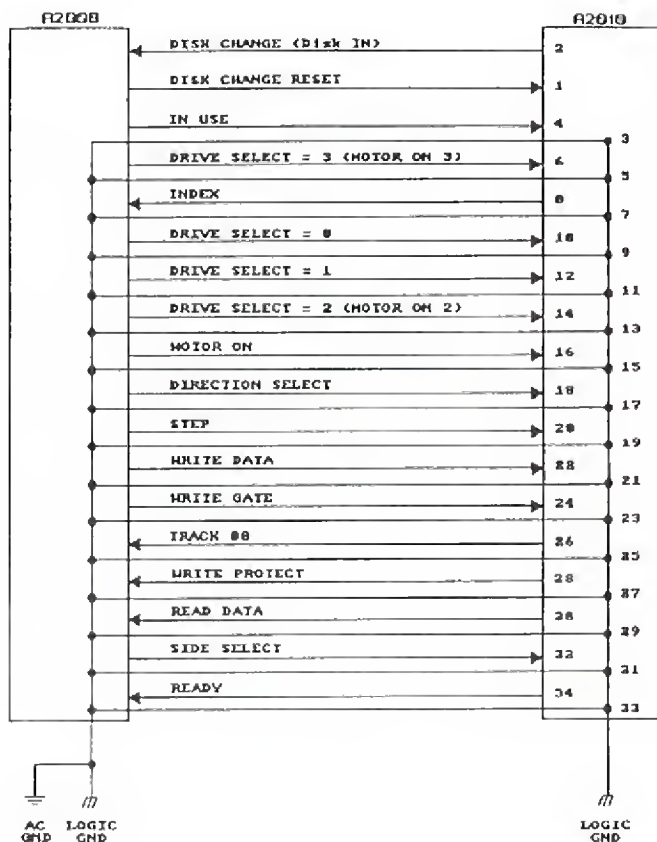 A2000 A2010
DISK CHANGE (Disk IN) 2
DISK CHANGE RESET 1
IN USE 4
3
DRIVE SELECT = 3 (MOTOR ON 3) 6
5
INDEX 8
7
DRIVE SELECT = 0 10
9
DRIVE SELECT = 1 12
11
DRIVE SELECT = 2 (MOTOR ON 2) 14
13
MOTOR ON 16
15
DIRECTION SELECT 18
17
STEP 20
19
WRITE DATA 22
21
WRITE GATE 24
23
TRACK 00 26
25
WRITE PROTECT 28
27
READ DATA
29
SIDE SELECT 32
31
READY 34
33
AC LOGIC LOGIC
GND GND GND